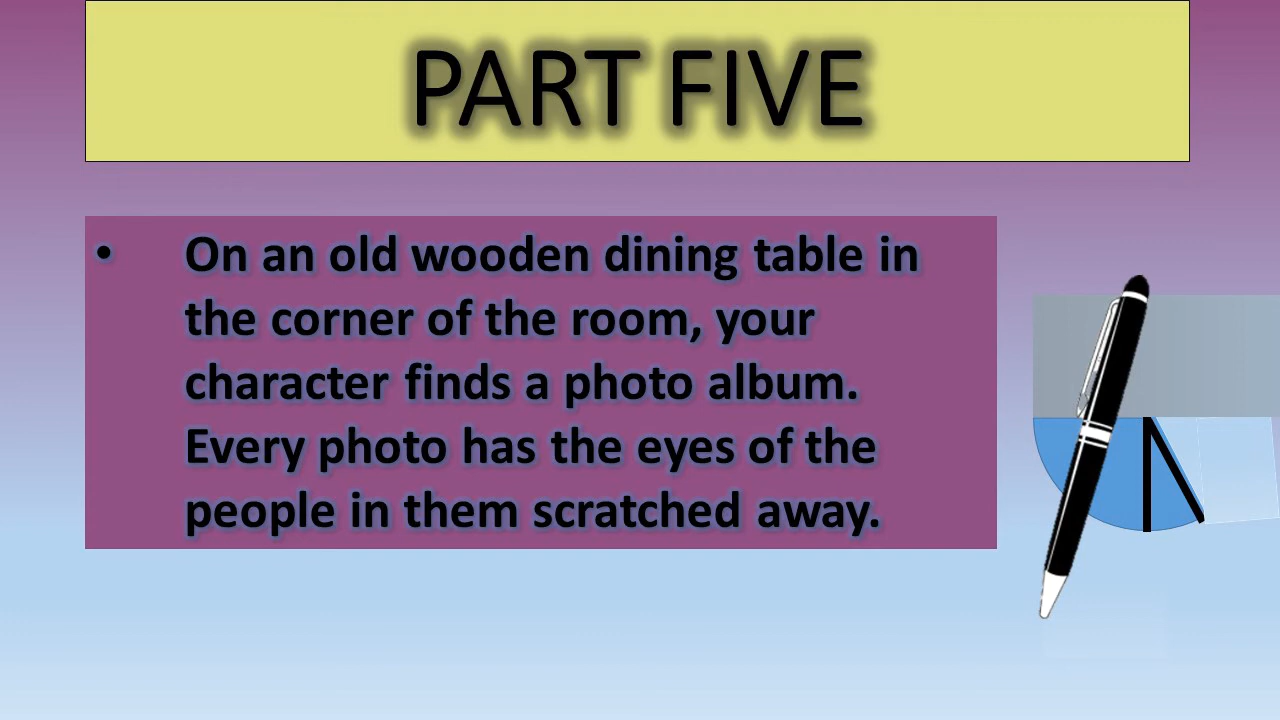 PART FIVE
• On an old wooden dining table in
the corner of the room, your
character finds a photo album.
Every photo has the eyes of the
people in them scratched away.